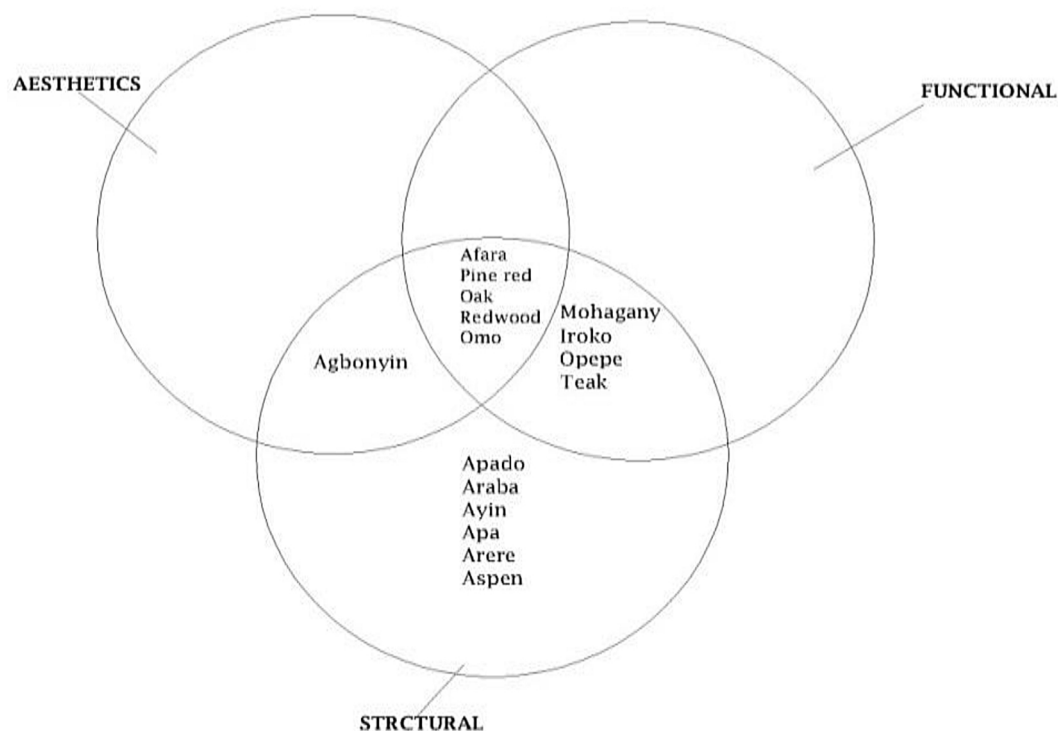 AESTHETICS
FUNCTIONAL
Afara
Pine red
Oak
Redwood
Omo
Mohagany
Iroko
Opepe
Teak
Agbonyin
Apado
Araba
Ayin
Apa
Arere
Aspen
STRCTURAL